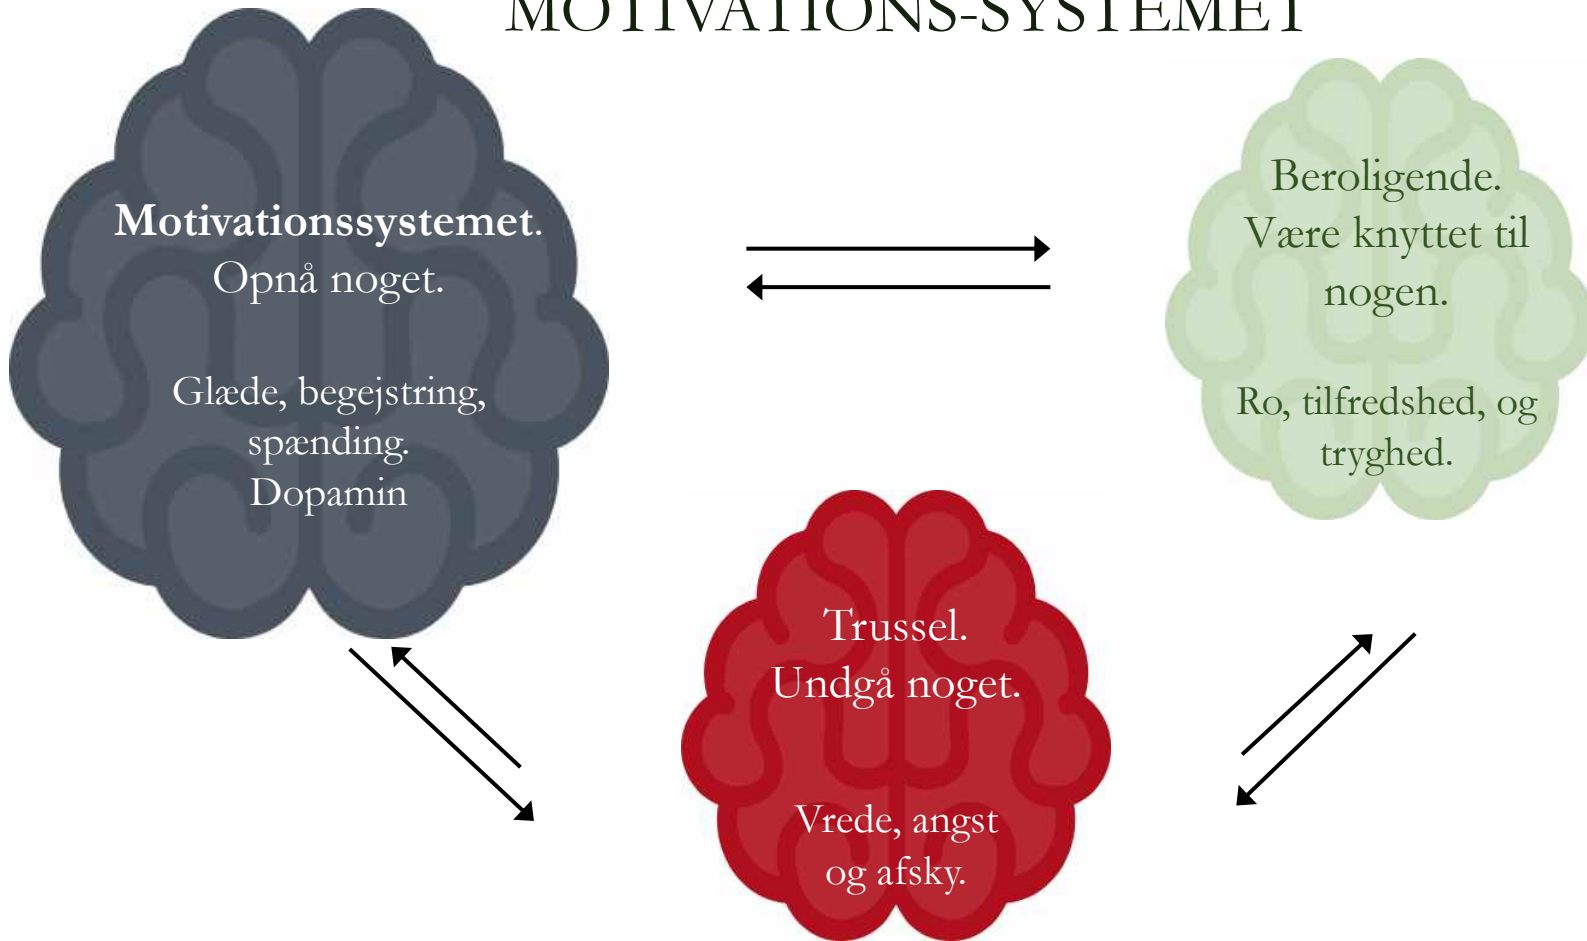 MOTIVATIONS-SYSTEMET
Motivationssystemet.
Opnå noget.
Glæde, begejstring,
spænding.
Dopamin
Beroligende.
Være knyttet til
nogen.
Ro, tilfredshed, og
tryghed.
Trussel.
Undgå noget.
Vrede, angst
og afsky.